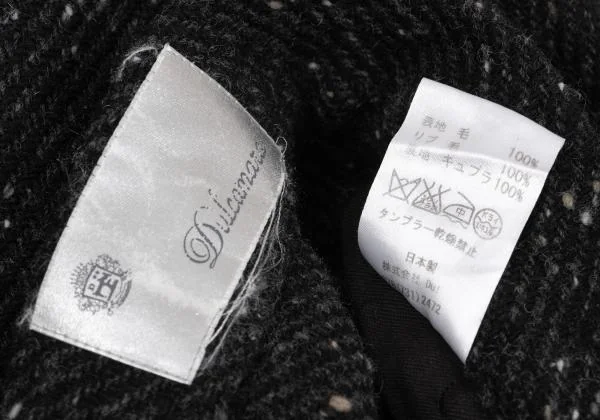 Dulcamara
表地 毛 100%
リブ 毛 100%
裏地 キュプラ 100%
タンブラー乾燥禁止
日本製
株式会社 Du!